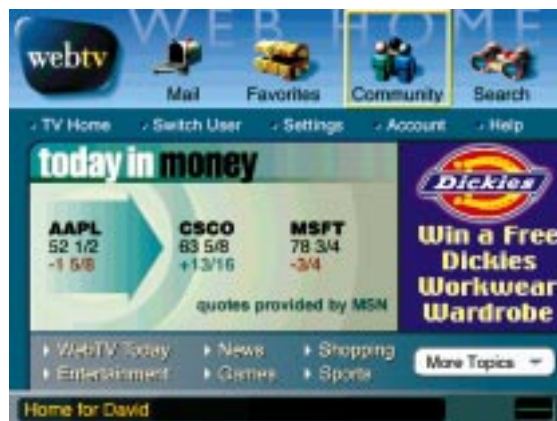 WEB HOME
webtv
Mail Favorites Community Search
TV Home Switch User Settings Account Help
today in money
AAPL CSCO MSFT
52 1/2 63 5/8 78 3/4
-1 5/8 +13/16 -3/4
quotes provided by MSN
Dickies
Win a Free
Dickies
Workwear
Wardrobe
WebTV Today News Shopping
Entertainment Games Sports
More Topics
Home for David